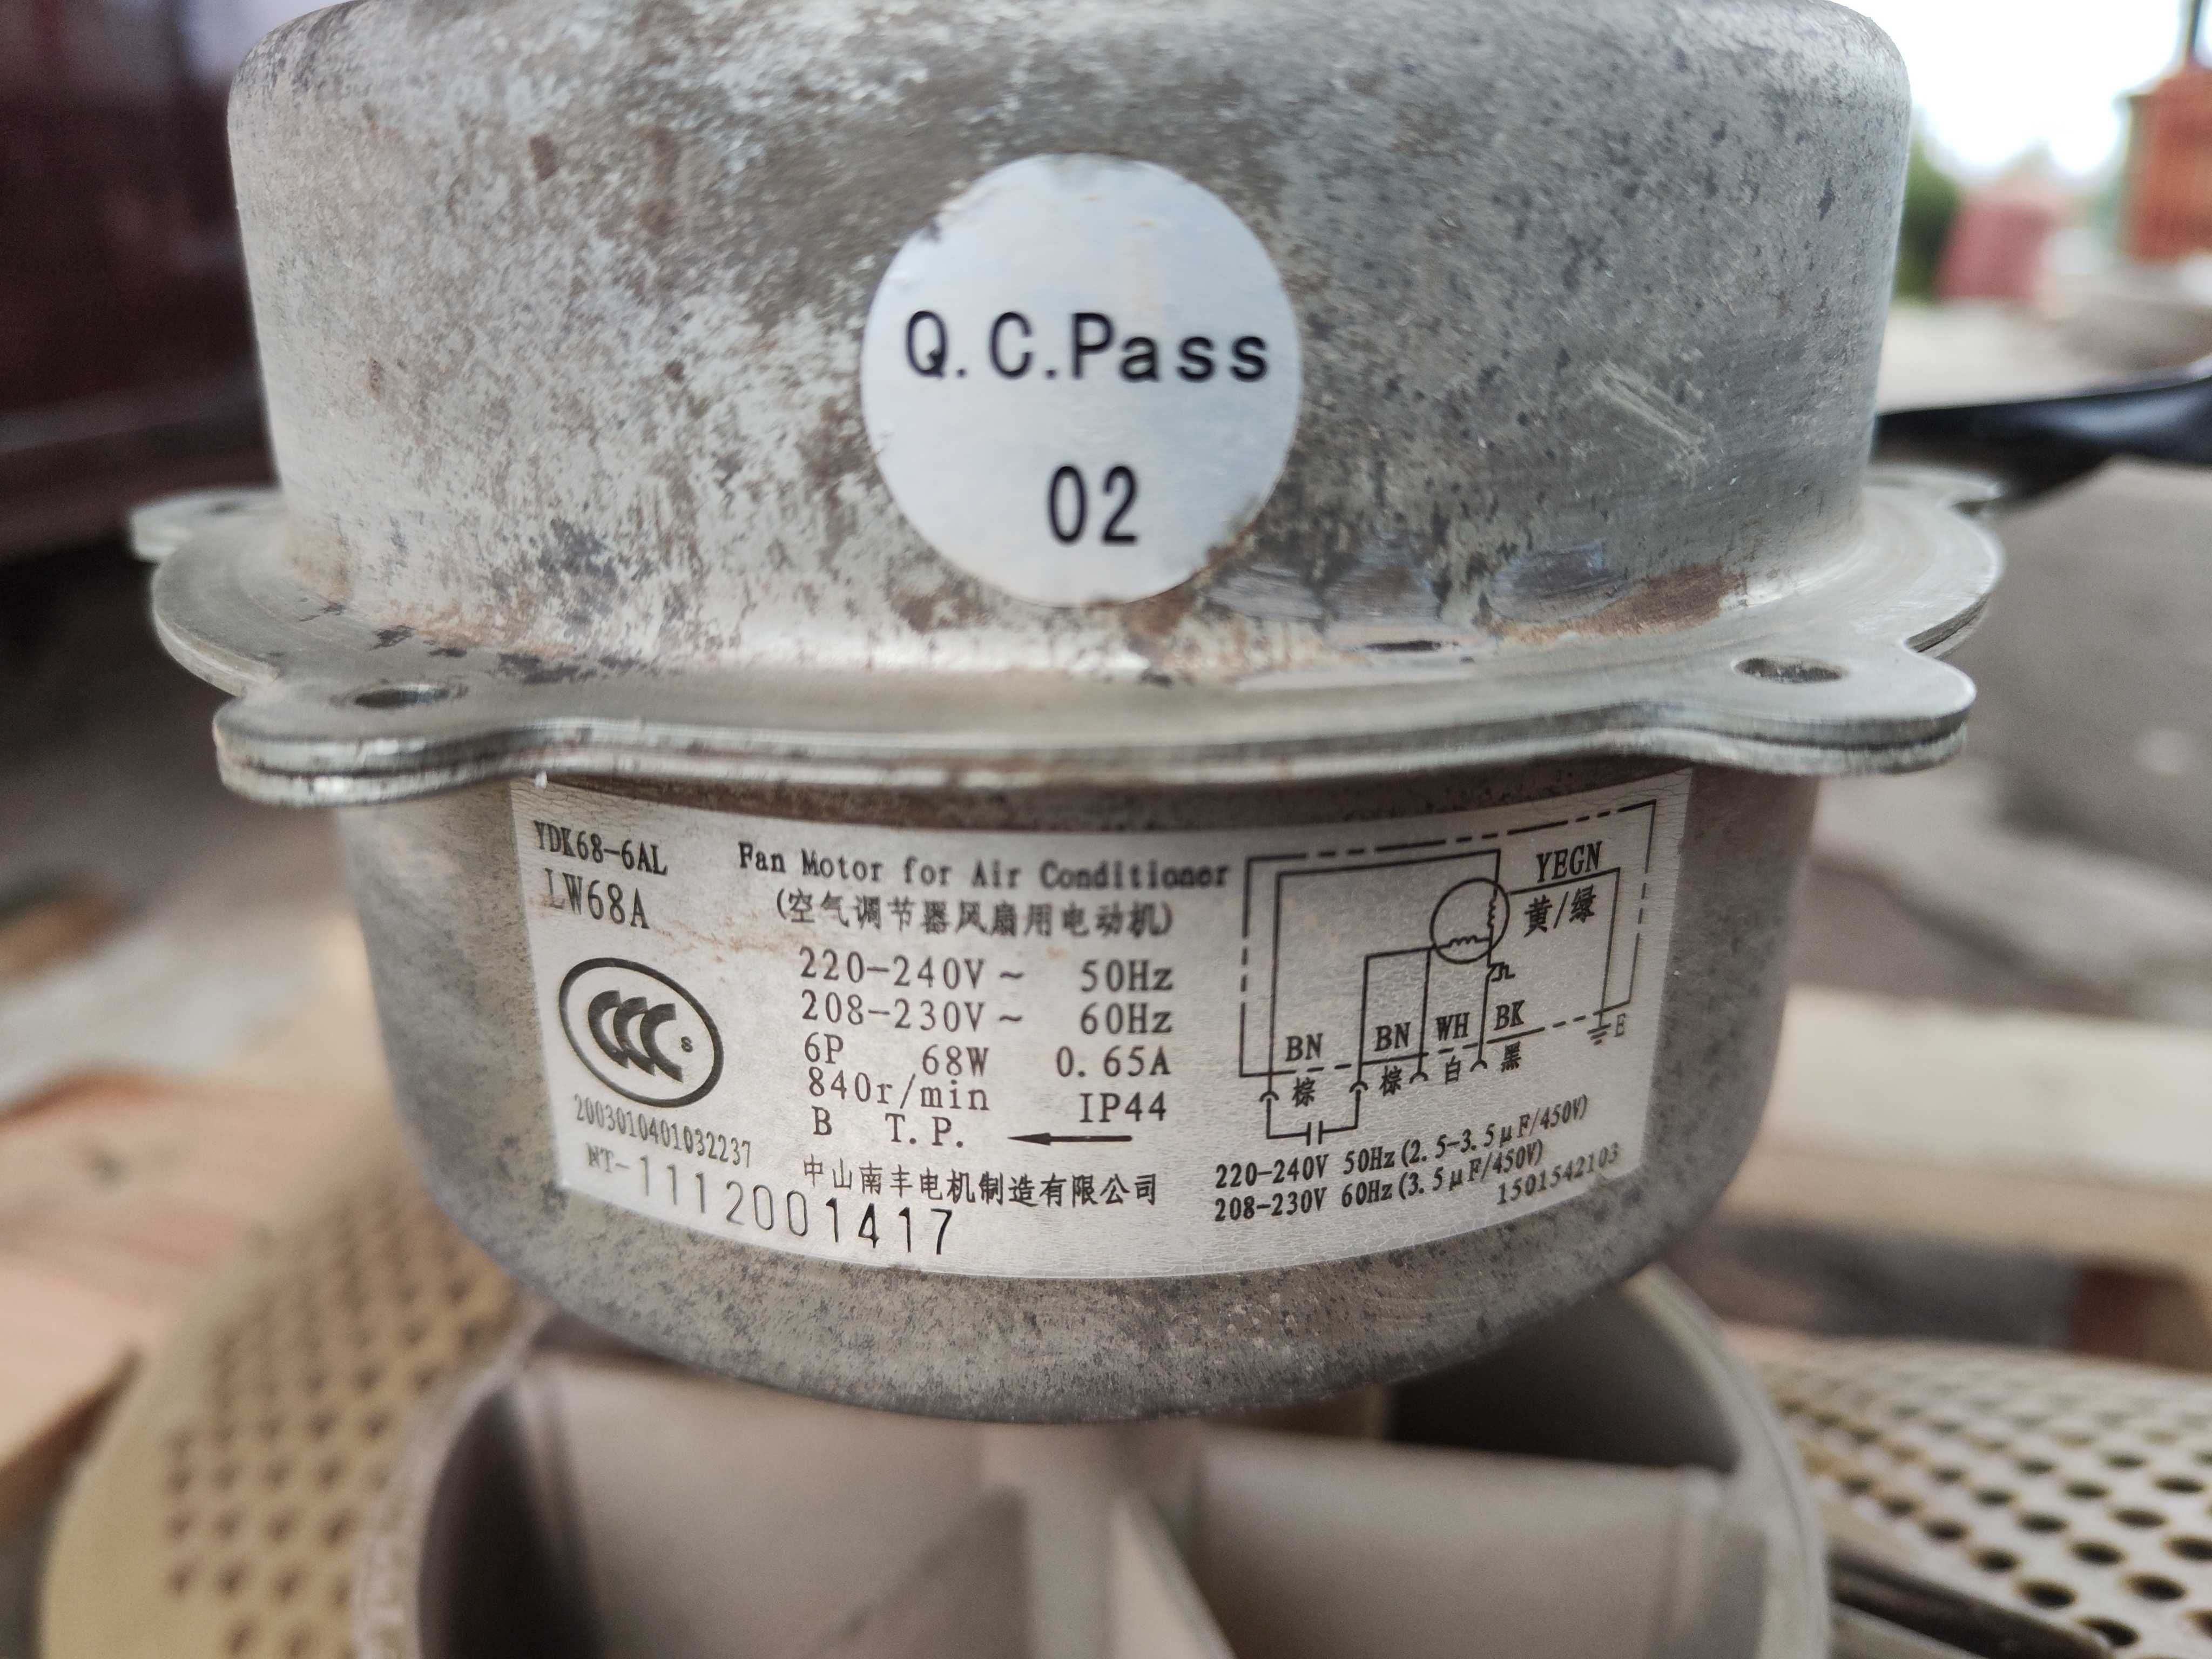 Q.C.Pass
02
YDK68-6AL
LW68A
Fan Motor for Air Conditioner
(空气调节器风扇用电动机)
220-240V~ 50Hz
208-230V~ 60Hz
6P 68W 0.65A
840r/min IP44
B T.P.
CCC S
2003010401032237
NT-1112001417
中山南丰电机制造有限公司
YEGN
黄/绿
BN BN WH BK E
棕 棕 白 黑
220-240V 50Hz(2.5-3.5μF/450V)
208-230V 60Hz(3.5μF/450V)
1501542103